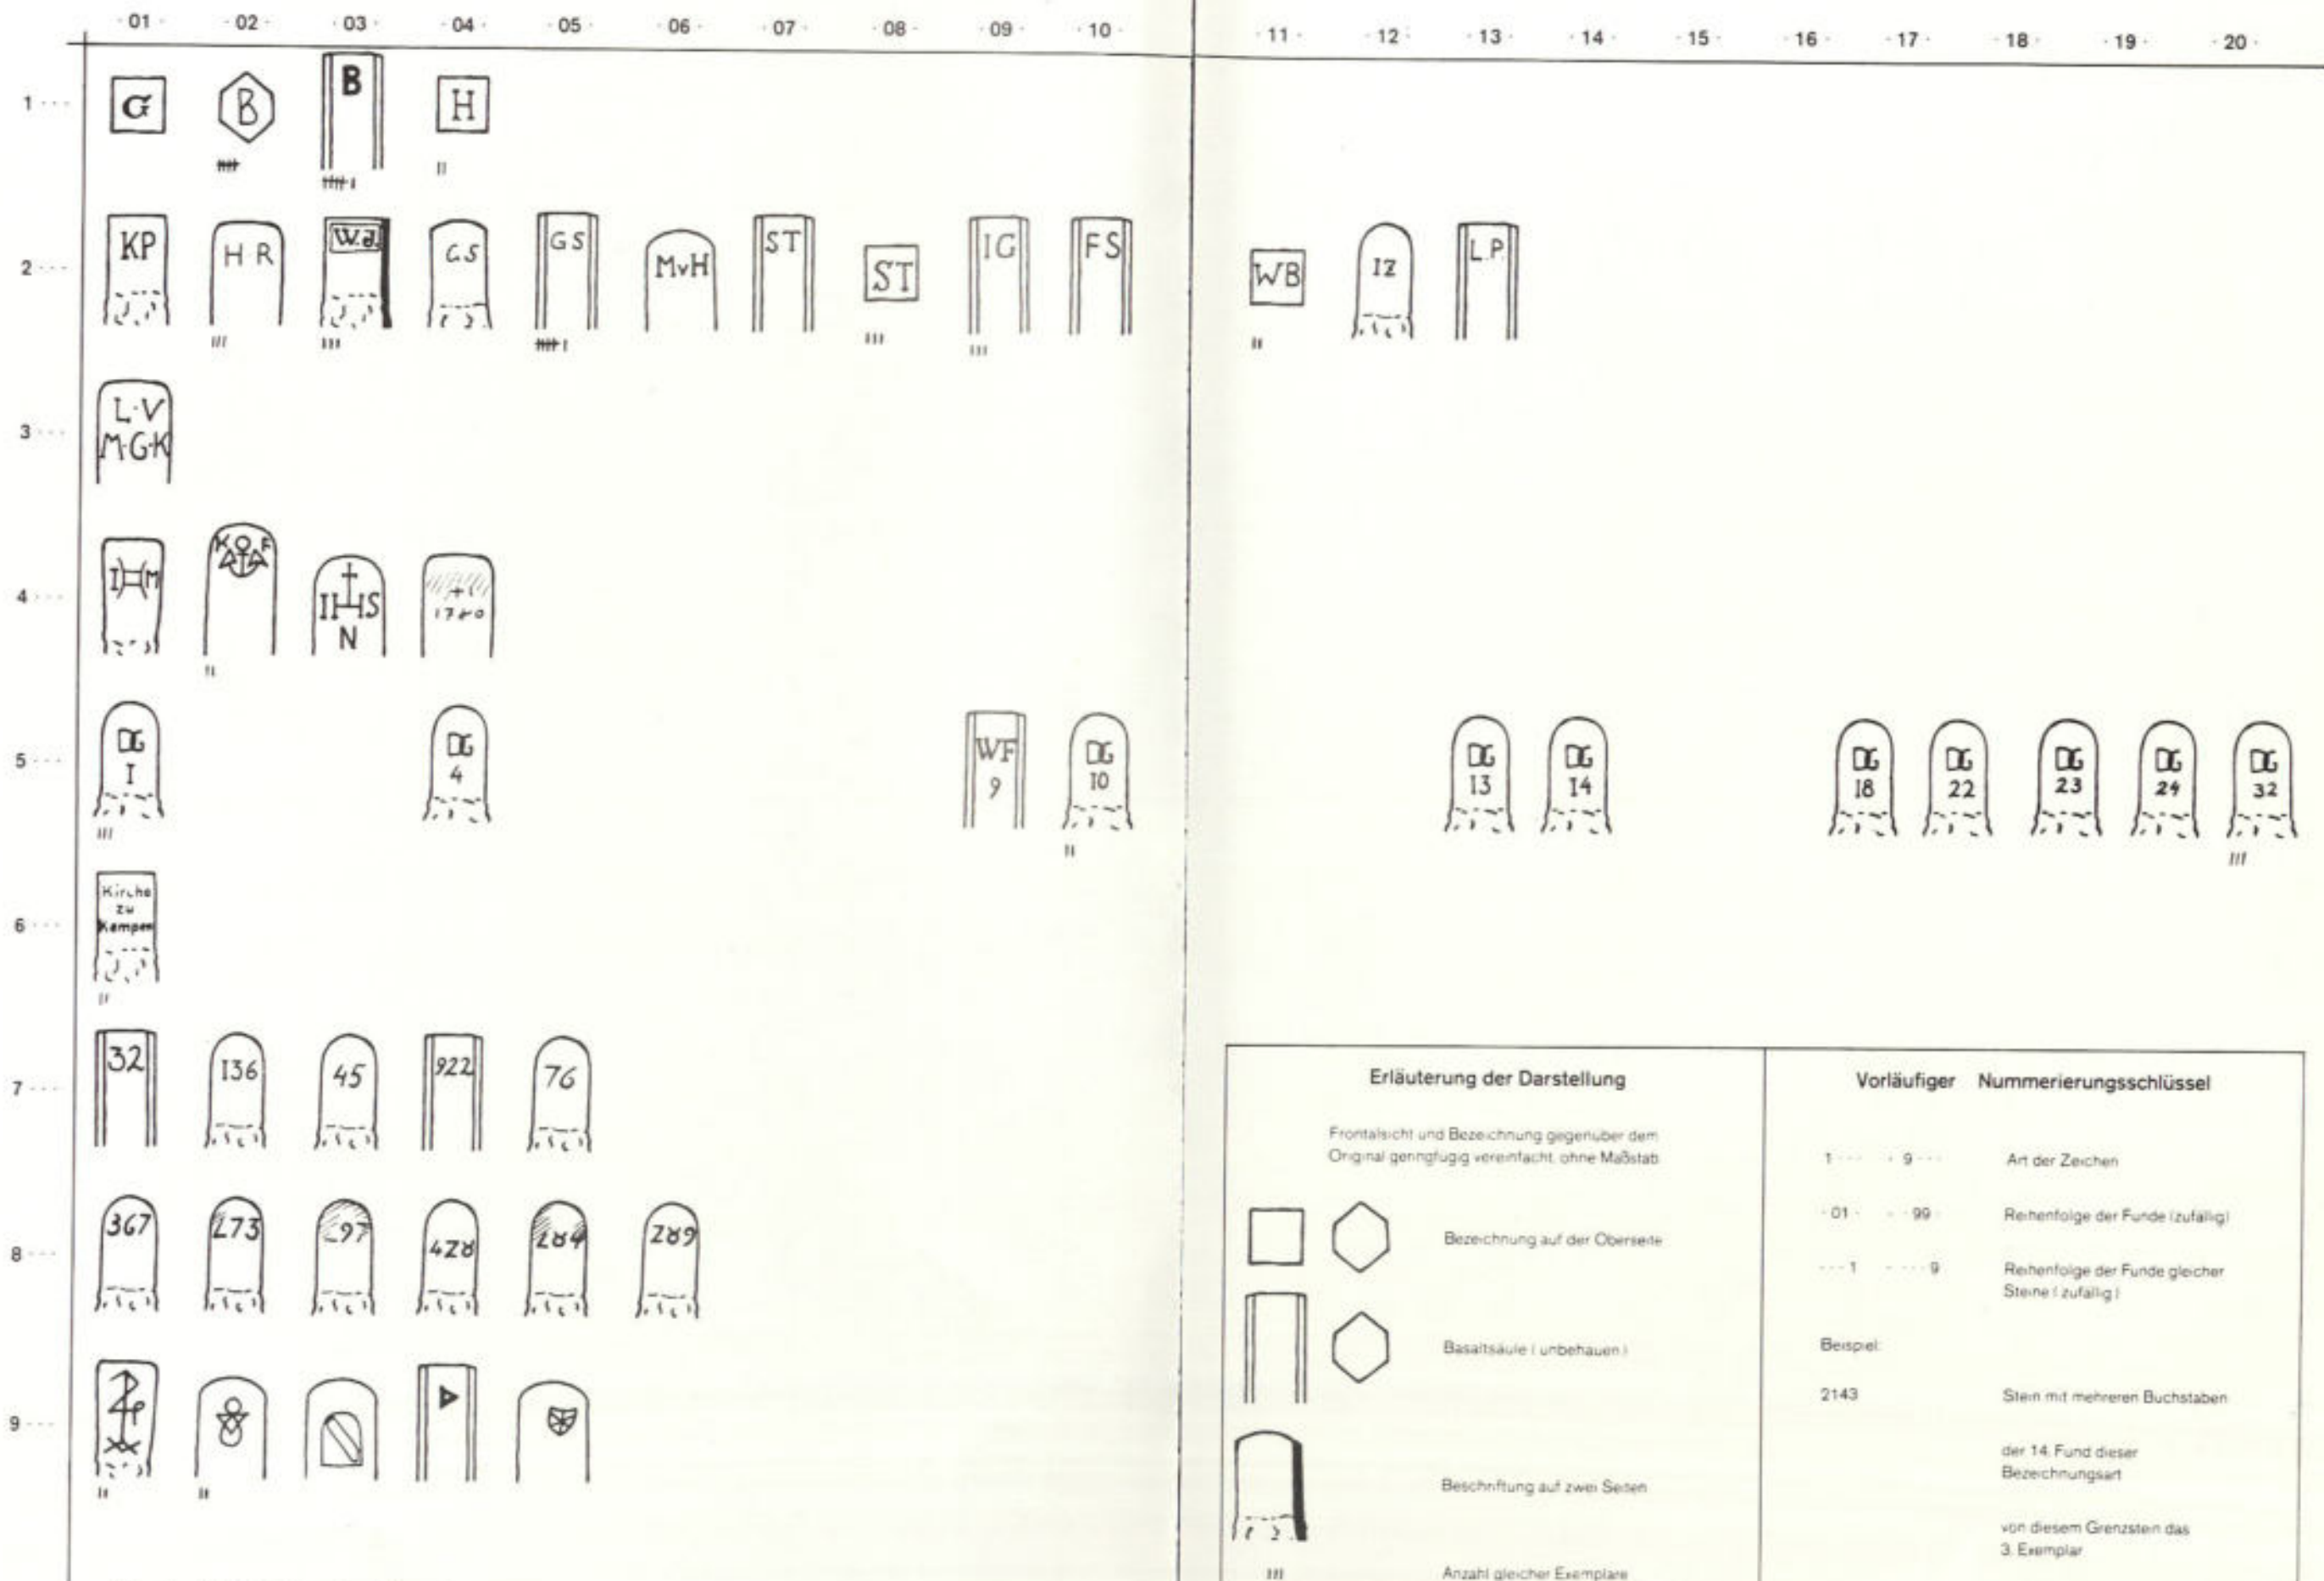 · 01 · · 02 · · 03 · · 04 · · 05 · · 06 · · 07 · · 08 · · 09 · · 10 · · 11 · · 12 · · 13 · · 14 · · 15 · · 16 · · 17 · · 18 · · 19 · · 20 ·
1 · · · G B B H
2 · · · KP H R W.J. G S GS MvH ST ST IG FS WB IZ L.P.
3 · · · L·V
M·G·K
4 · · · I M K F IHS
N 1780
5 · · · DG
I DG
4 WF
9 DG
10 DG
13 DG
14 DG
18 DG
22 DG
23 DG
24 DG
32
6 · · · Kirche
zu
Kempen
7 · · · 32 136 45 922 76
8 · · · 367 273 297 428 284 289
9 · · ·
Erläuterung der Darstellung
Frontalsicht und Bezeichnung gegenüber dem
Original geringfügig vereinfacht, ohne Maßstab
Bezeichnung auf der Oberseite
Basaltsäule (unbehauen)
Beschriftung auf zwei Seiten
III Anzahl gleicher Exemplare
Vorläufiger Nummerierungsschlüssel
1 · · · - 9 · · · Art der Zeichen
· 01 · - · 99 · Reihenfolge der Funde (zufällig)
· · · 1 - · · · 9 Reihenfolge der Funde gleicher
Steine (zufällig)
Beispiel:
2143 Stein mit mehreren Buchstaben
der 14. Fund dieser
Bezeichnungsart
von diesem Grenzstein das
3. Exemplar